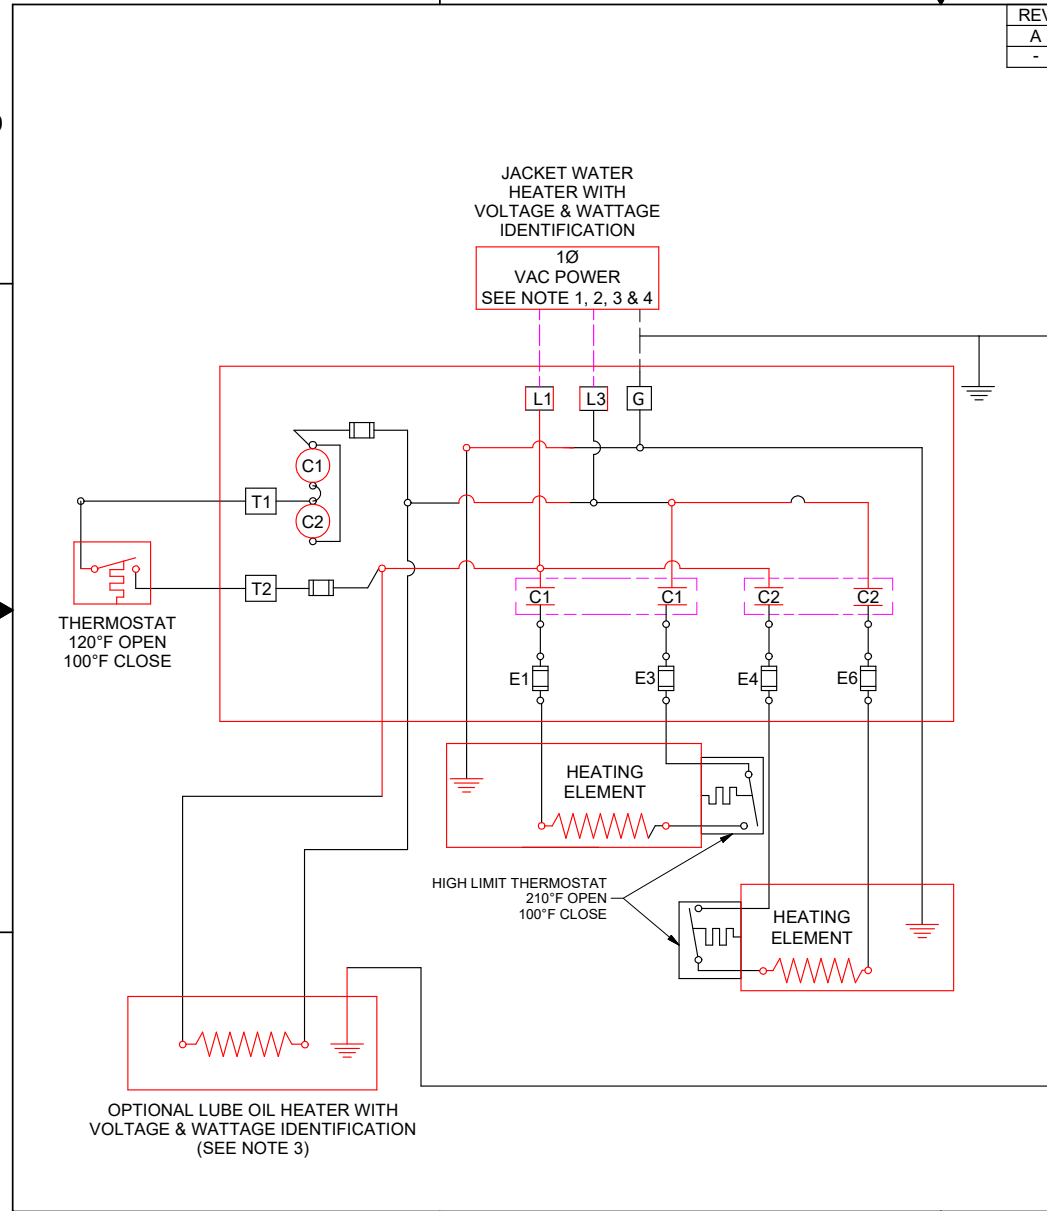 REV
A
-
JACKET WATER
HEATER WITH
VOLTAGE & WATTAGE
IDENTIFICATION
1Ø
VAC POWER
SEE NOTE 1, 2, 3 & 4
L1
L3
G
C1
T1
C2
T2
THERMOSTAT
120°F OPEN
100°F CLOSE
C1
C1
C2
C2
E1
E3
E4
E6
HEATING
ELEMENT
HIGH LIMIT THERMOSTAT
210°F OPEN
100°F CLOSE
HEATING
ELEMENT
OPTIONAL LUBE OIL HEATER WITH
VOLTAGE & WATTAGE IDENTIFICATION
(SEE NOTE 3)